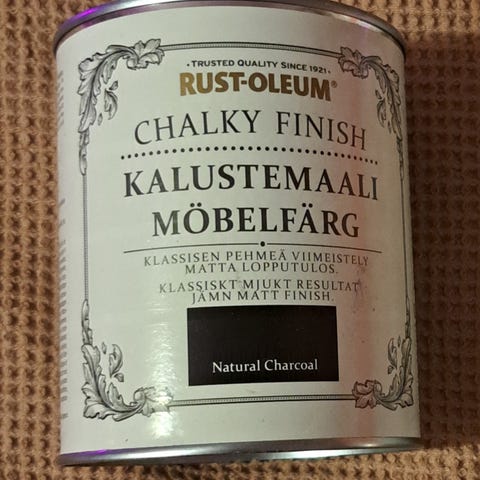 • TRUSTED QUALITY SINCE 1921 •
RUST-OLEUM®
CHALKY FINISH
KALUSTEMAALI
MÖBELFÄRG
KLASSISEN PEHMEÄ VIIMEISTELY
MATTA LOPPUTULOS.
KLASSISKT MJUKT RESULTAT
JÄMN MATT FINISH.
Natural Charcoal